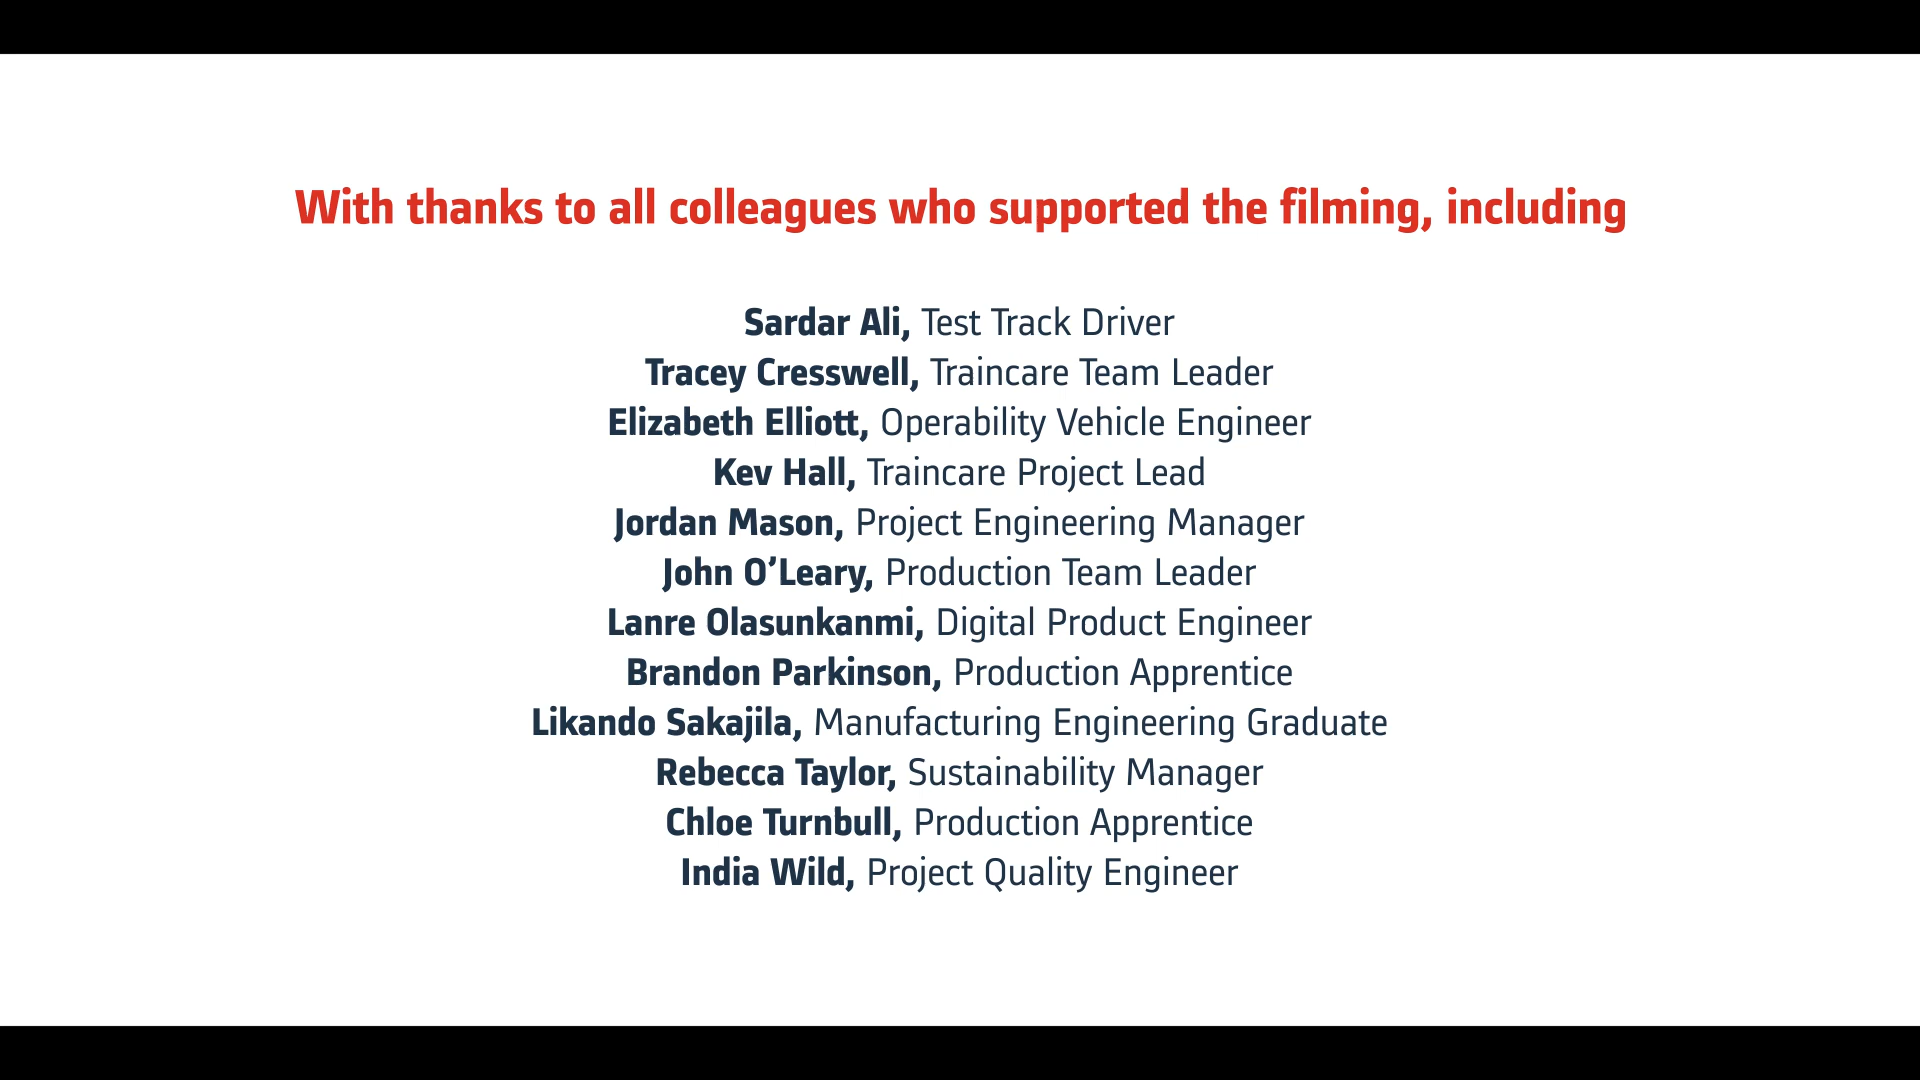 With thanks to all colleagues who supported the filming, including
Sardar Ali, Test Track Driver
Tracey Cresswell, Traincare Team Leader
Elizabeth Elliott, Operability Vehicle Engineer
Kev Hall, Traincare Project Lead
Jordan Mason, Project Engineering Manager
John O’Leary, Production Team Leader
Lanre Olasunkanmi, Digital Product Engineer
Brandon Parkinson, Production Apprentice
Likando Sakajila, Manufacturing Engineering Graduate
Rebecca Taylor, Sustainability Manager
Chloe Turnbull, Production Apprentice
India Wild, Project Quality Engineer